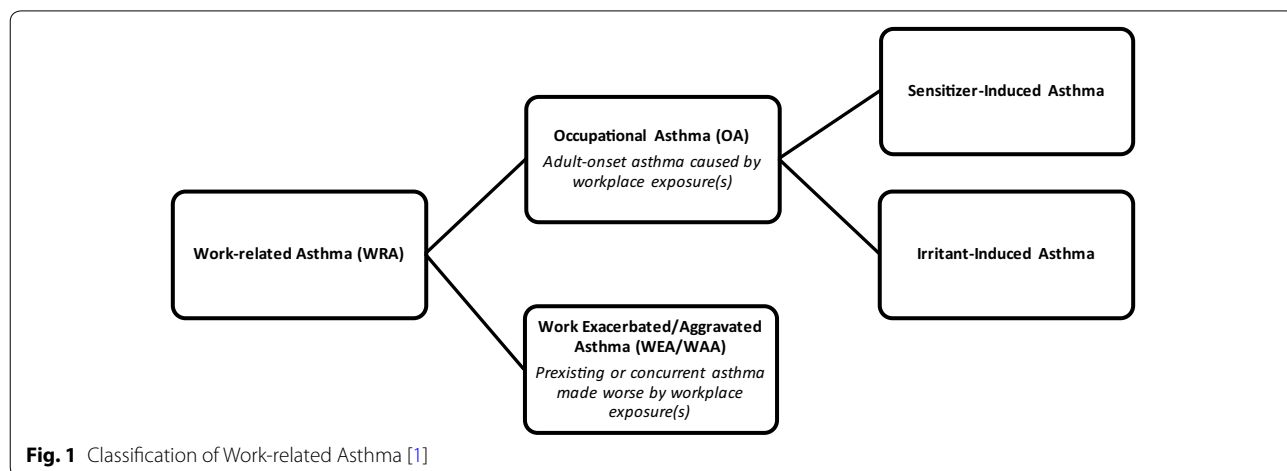 Sensitizer-Induced Asthma
Occupational Asthma (OA)
Adult-onset asthma caused by
workplace exposure(s)
Work-related Asthma (WRA)
Irritant-Induced Asthma
Work Exacerbated/Aggravated
Asthma (WEA/WAA)
Prexisting or concurrent asthma
made worse by workplace
exposure(s)
Fig. 1 Classification of Work-related Asthma [1]